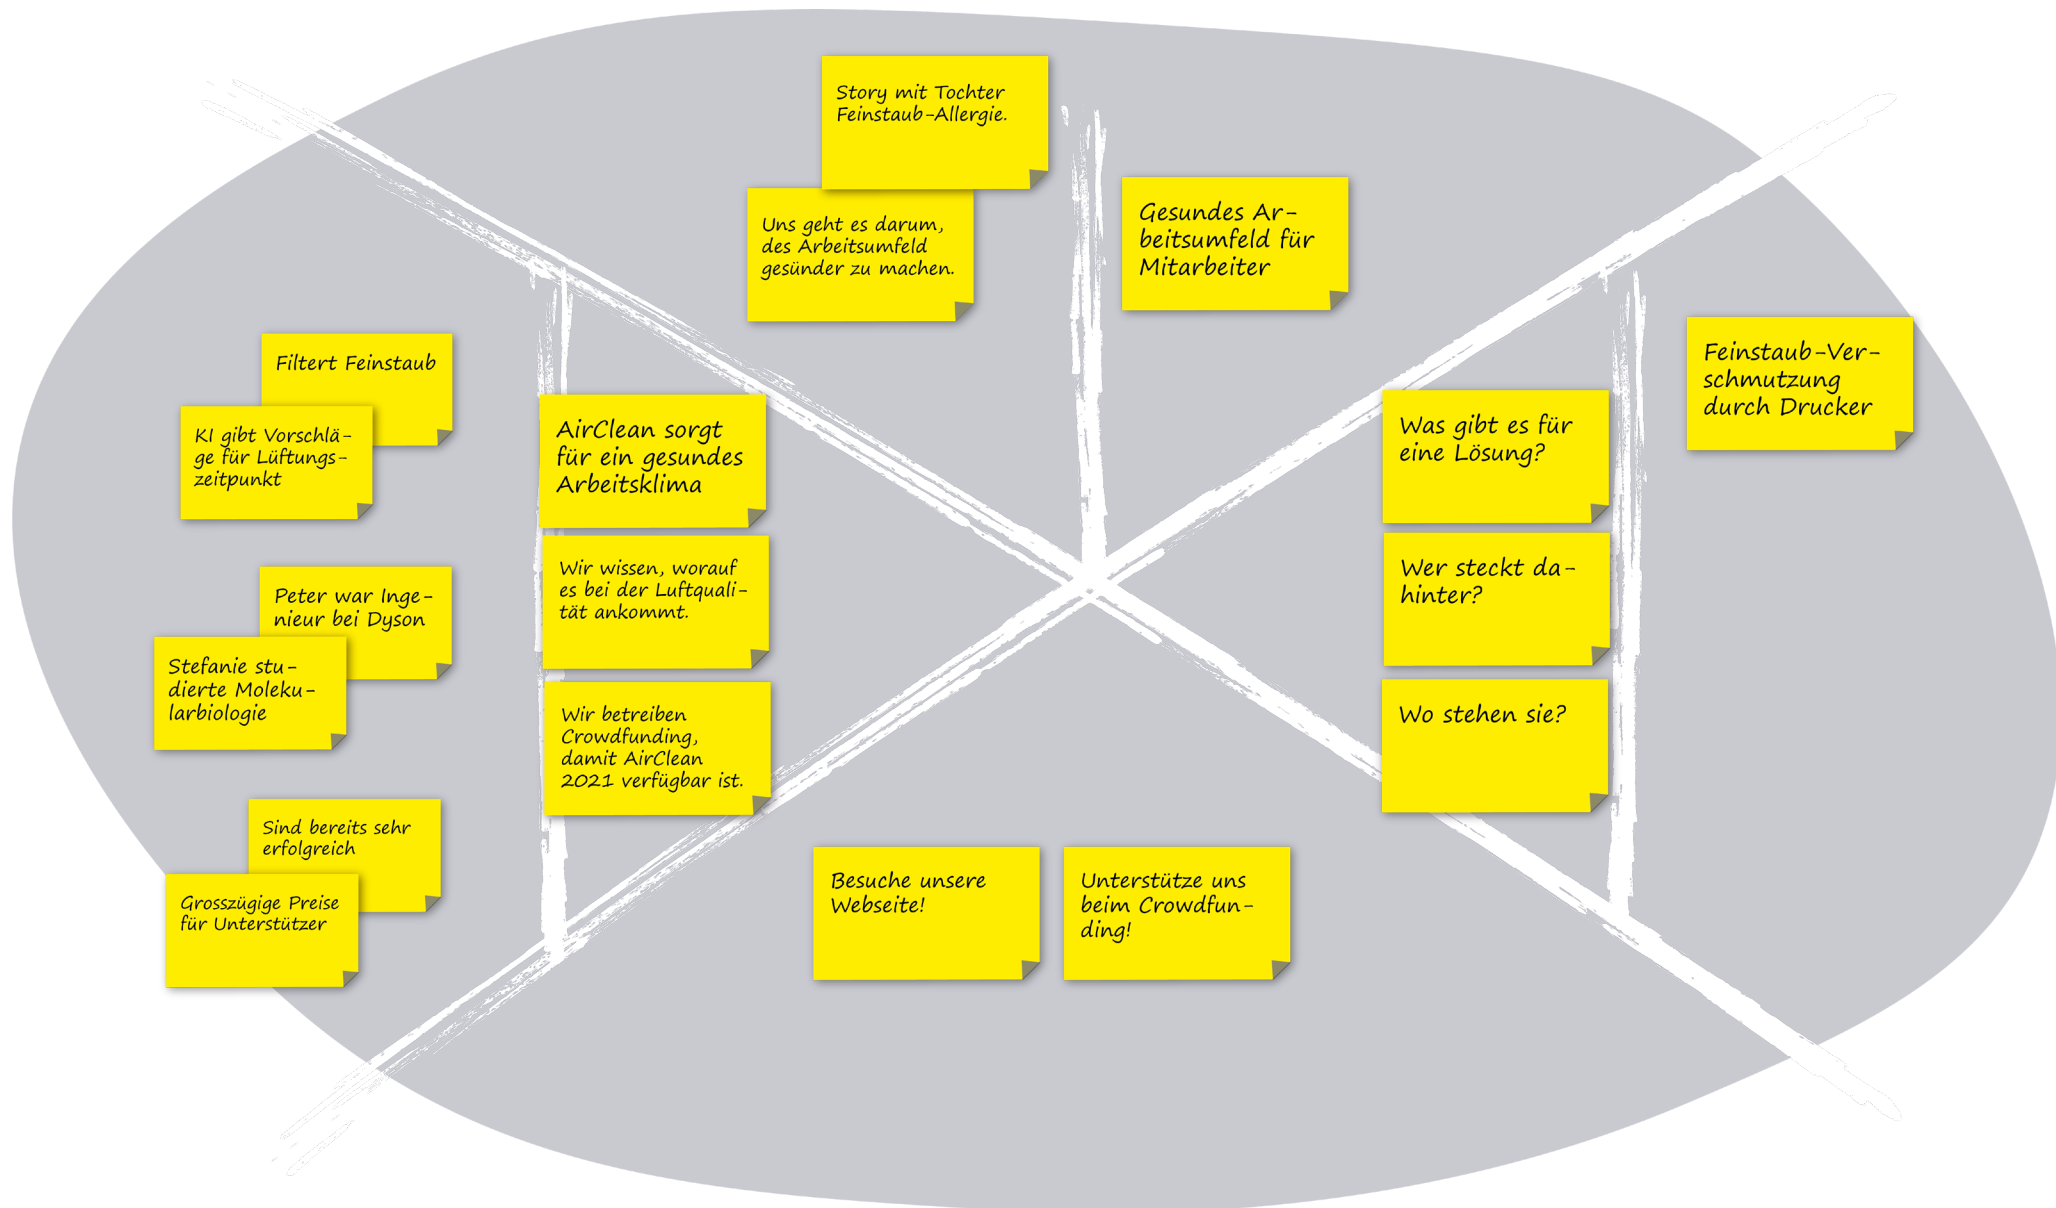 Story mit Tochter
Feinstaub-Allergie.
Uns geht es darum,
des Arbeitsumfeld
gesünder zu machen.
Gesundes Ar-
beitsumfeld für
Mitarbeiter
Filtert Feinstaub
KI gibt Vorschlä-
ge für Lüftungs-
zeitpunkt
Peter war Inge-
nieur bei Dyson
Stefanie stu-
dierte Moleku-
larbiologie
Sind bereits sehr
erfolgreich
Grosszügige Preise
für Unterstützer
AirClean sorgt
für ein gesundes
Arbeitsklima
Wir wissen, worauf
es bei der Luftquali-
tät ankommt.
Wir betreiben
Crowdfunding,
damit AirClean
2021 verfügbar ist.
Was gibt es für
eine Lösung?
Wer steckt da-
hinter?
Wo stehen sie?
Feinstaub-Ver-
schmutzung
durch Drucker
Besuche unsere
Webseite!
Unterstütze uns
beim Crowdfun-
ding!